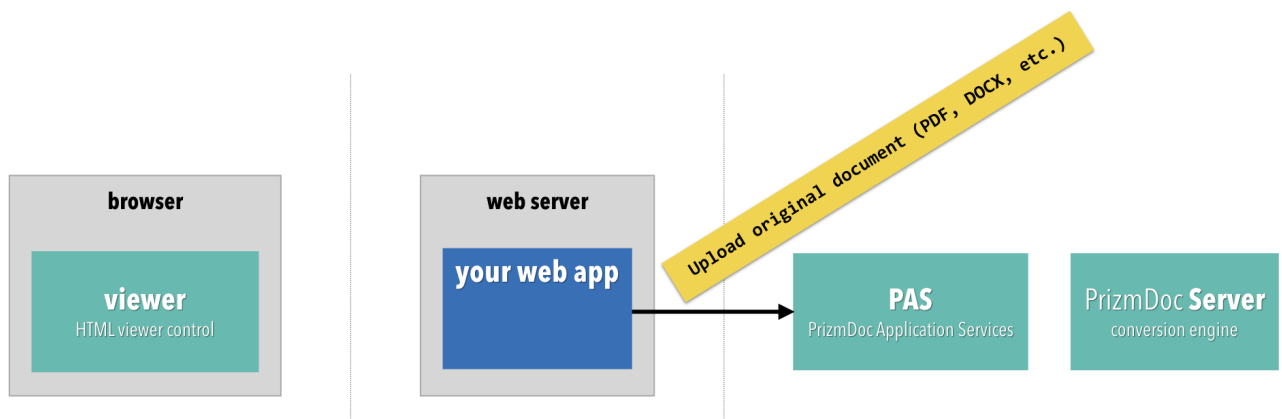 Upload original document (PDF, DOCX, etc.)
browser
viewer
HTML viewer control
web server
your web app
PAS
PrizmDoc Application Services
PrizmDoc Server
conversion engine